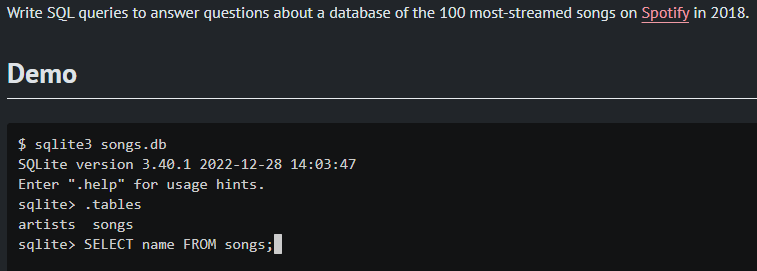 Write SQL queries to answer questions about a database of the 100 most-streamed songs on Spotify in 2018.
Demo
$ sqlite3 songs.db
SQLite version 3.40.1 2022-12-28 14:03:47
Enter ".help" for usage hints.
sqlite> .tables
artists  songs
sqlite> SELECT name FROM songs;